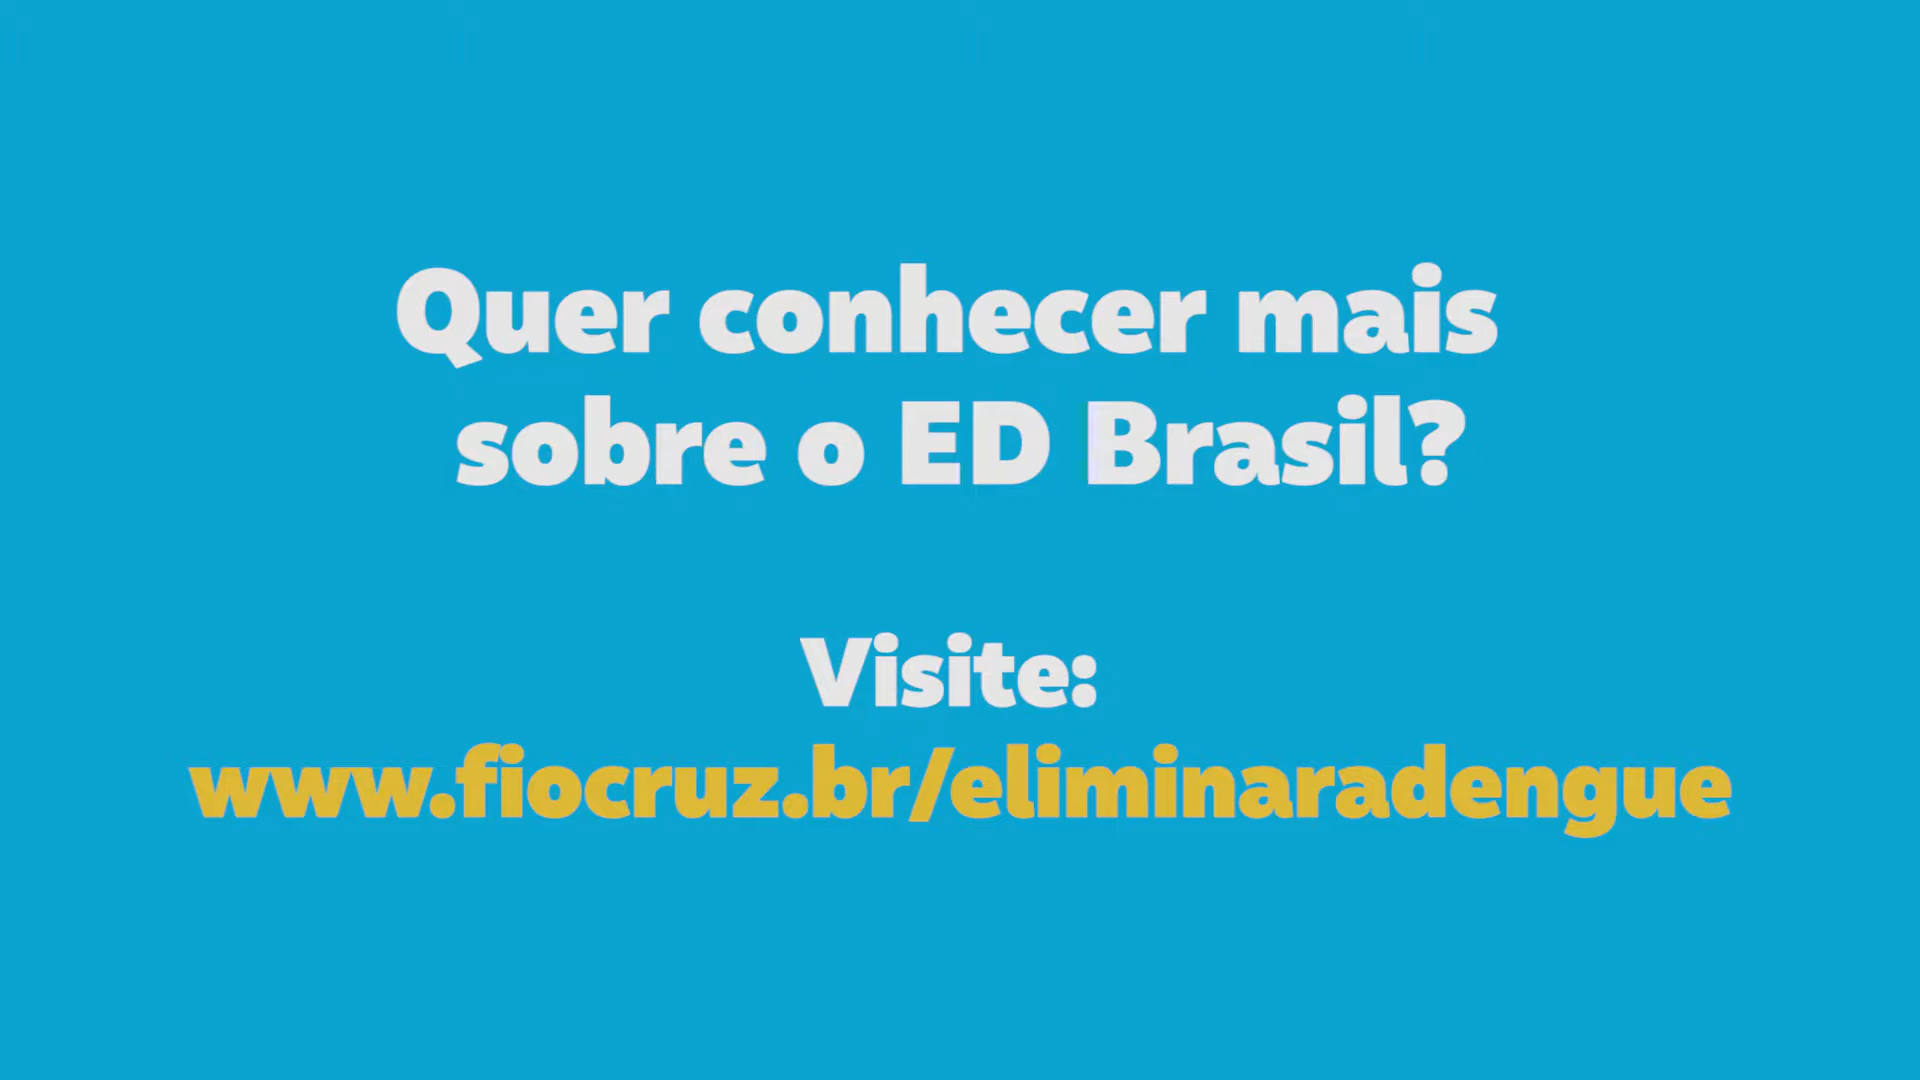 Quer conhecer mais
sobre o ED Brasil?
Visite:
www.fiocruz.br/eliminaradengue